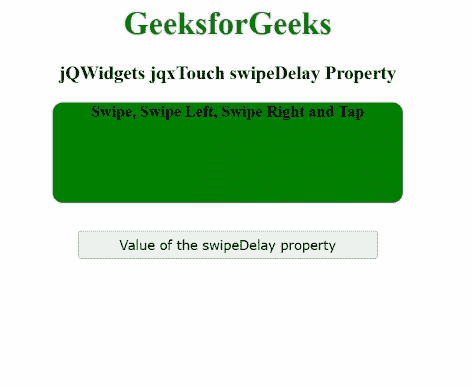 GeeksforGeeks
jQWidgets jqxTouch swipeDelay Property
Swipe, Swipe Left, Swipe Right and Tap
Value of the swipeDelay property